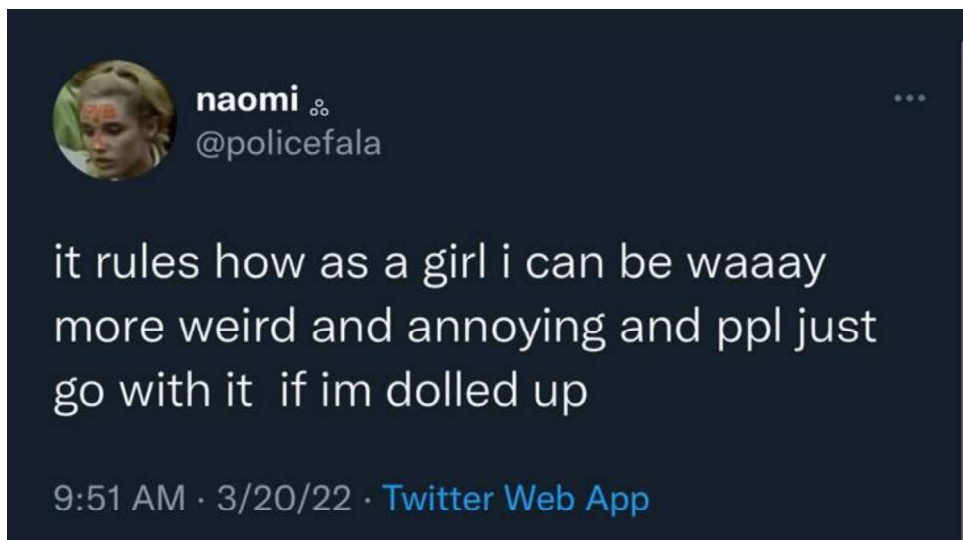 naomi
@policefala
it rules how as a girl i can be waaay
more weird and annoying and ppl just
go with it  if im dolled up
9:51 AM · 3/20/22 · Twitter Web App